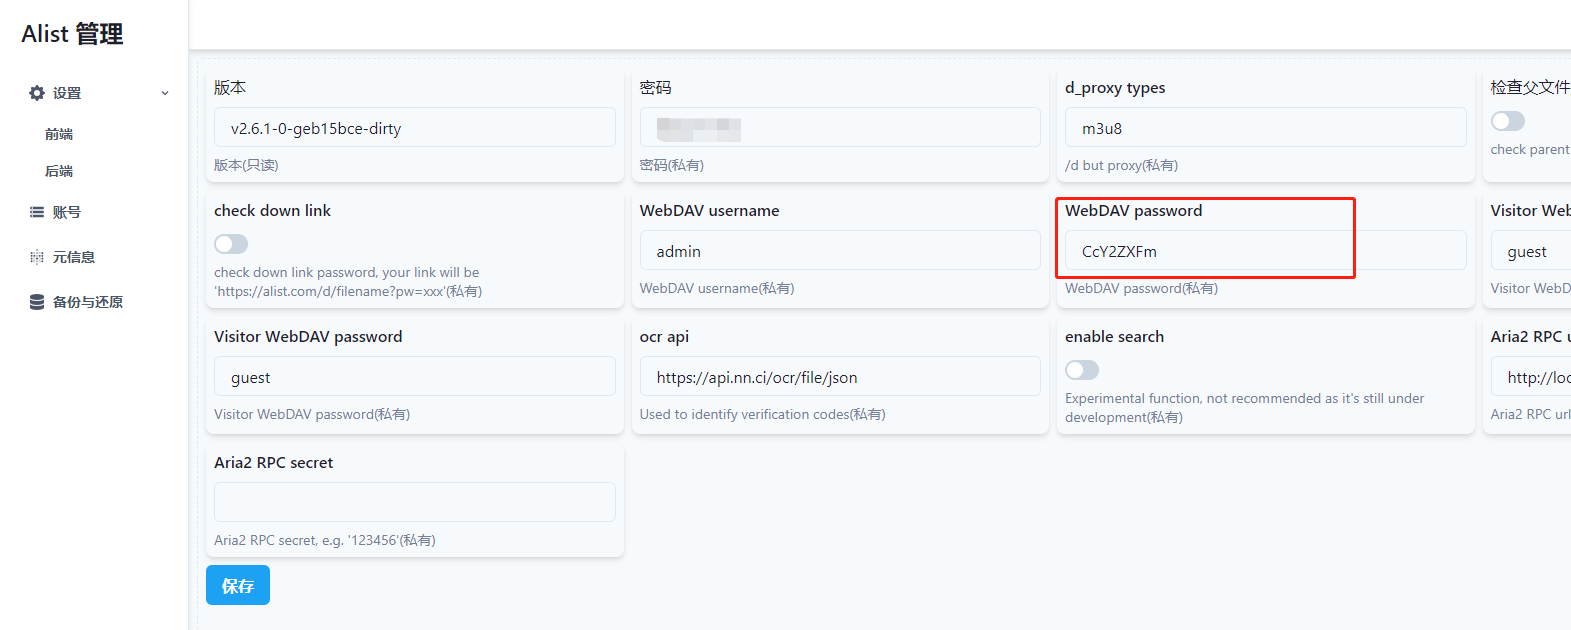 Alist 管理
设置
前端
后端
账号
元信息
备份与还原
版本
v2.6.1-0-geb15bce-dirty
版本(只读)
密码
密码(私有)
d_proxy types
m3u8
/d but proxy(私有)
检查父文件
check parent
check down link
check down link password, your link will be
'https://alist.com/d/filename?pw=xxx'(私有)
WebDAV username
admin
WebDAV username(私有)
WebDAV password
CcY2ZXFm
WebDAV password(私有)
Visitor Web
guest
Visitor WebD
Visitor WebDAV password
guest
Visitor WebDAV password(私有)
ocr api
https://api.nn.ci/ocr/file/json
Used to identify verification codes(私有)
enable search
Experimental function, not recommended as it's still under
development(私有)
Aria2 RPC u
http://loc
Aria2 RPC url
Aria2 RPC secret
Aria2 RPC secret, e.g. '123456'(私有)
保存